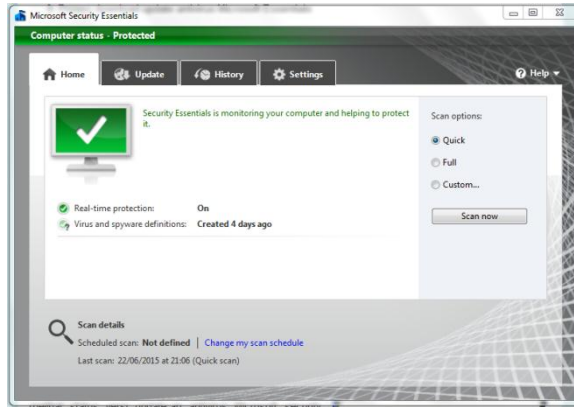 Microsoft Security Essentials
Computer status - Protected
Home
Update
History
Settings
Help
Security Essentials is monitoring your computer and helping to protect
it.
Real-time protection: On
Virus and spyware definitions: Created 4 days ago
Scan options:
Quick
Full
Custom...
Scan now
Scan details
Scheduled scan: Not defined | Change my scan schedule
Last scan: 22/06/2015 at 21:06 (Quick scan)